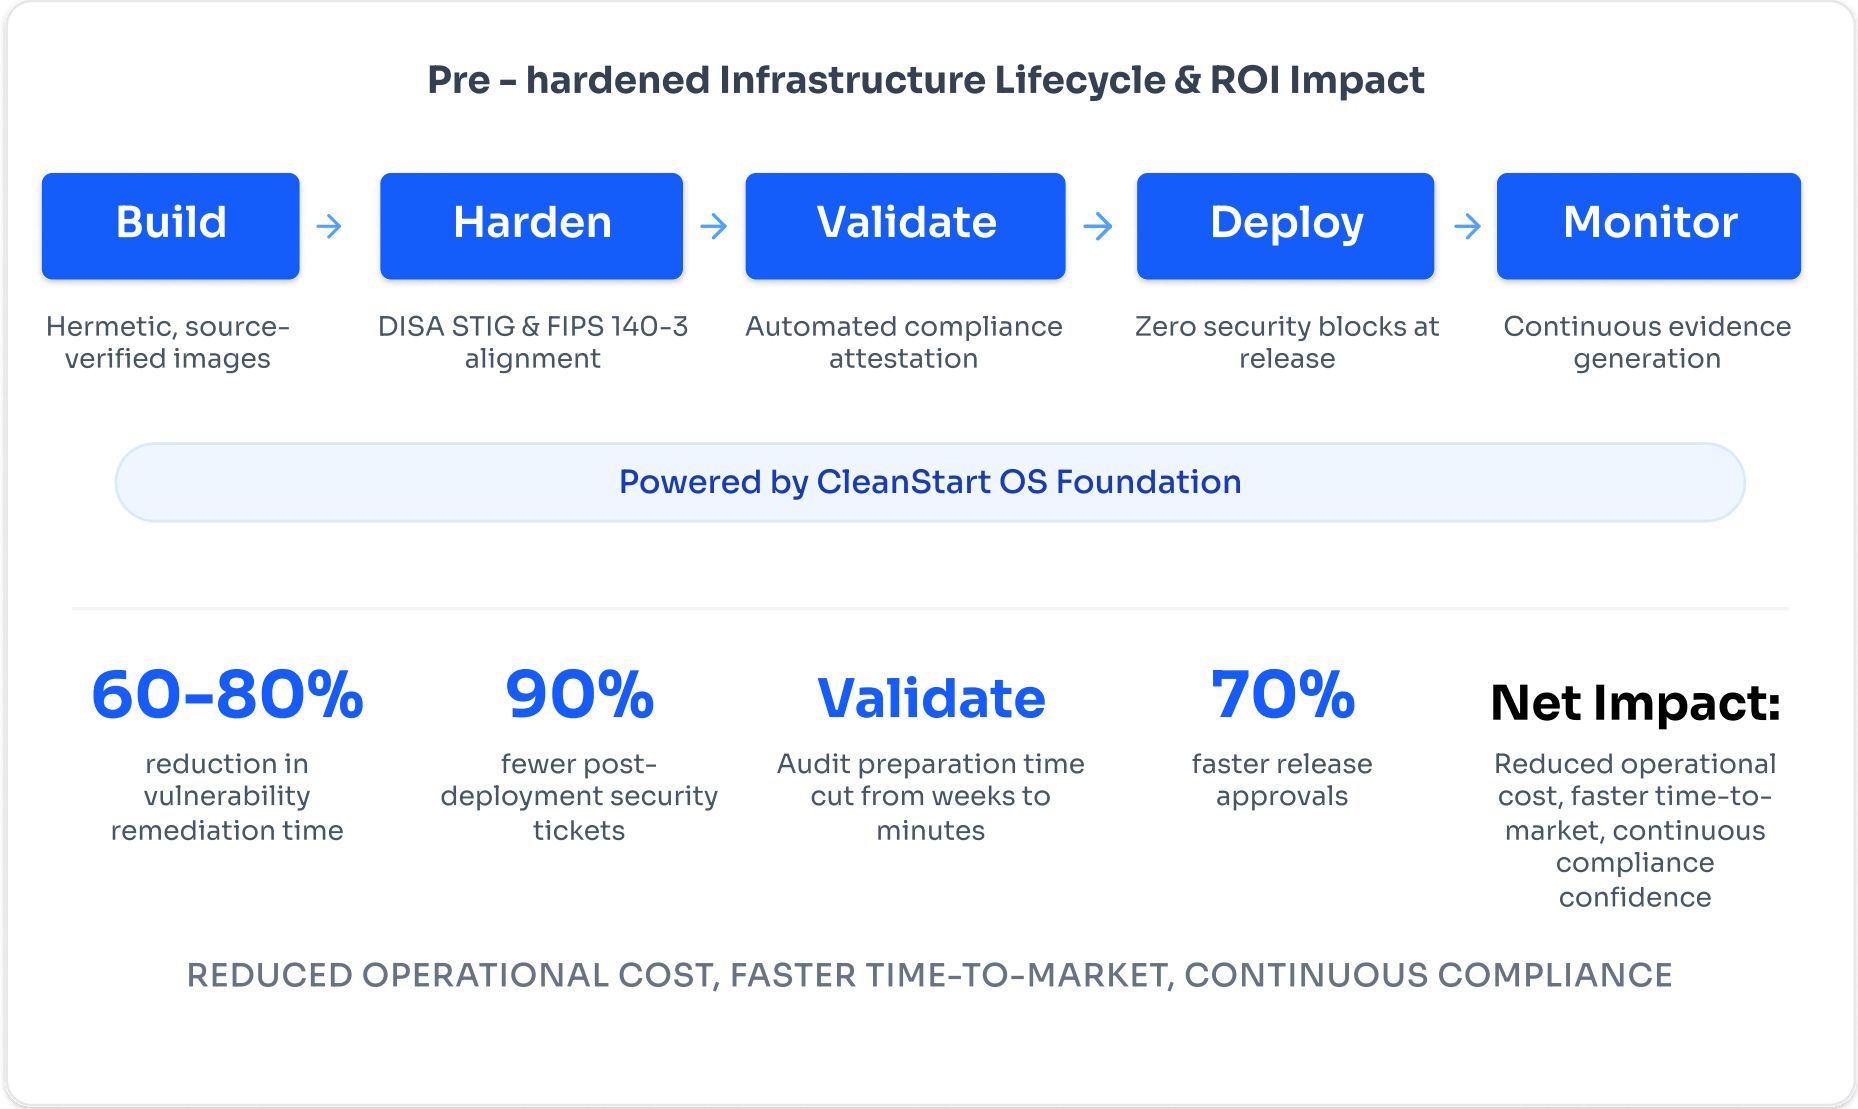 Pre - hardened Infrastructure Lifecycle & ROI Impact
Build
Harden
Validate
Deploy
Monitor
Hermetic, source-
verified images
DISA STIG & FIPS 140-3
alignment
Automated compliance
attestation
Zero security blocks at
release
Continuous evidence
generation
Powered by CleanStart OS Foundation
60-80%
reduction in
vulnerability
remediation time
90%
fewer post-
deployment security
tickets
Validate
Audit preparation time
cut from weeks to
minutes
70%
faster release
approvals
Net Impact:
Reduced operational
cost, faster time-to-
market, continuous
compliance
confidence
REDUCED OPERATIONAL COST, FASTER TIME-TO-MARKET, CONTINUOUS COMPLIANCE